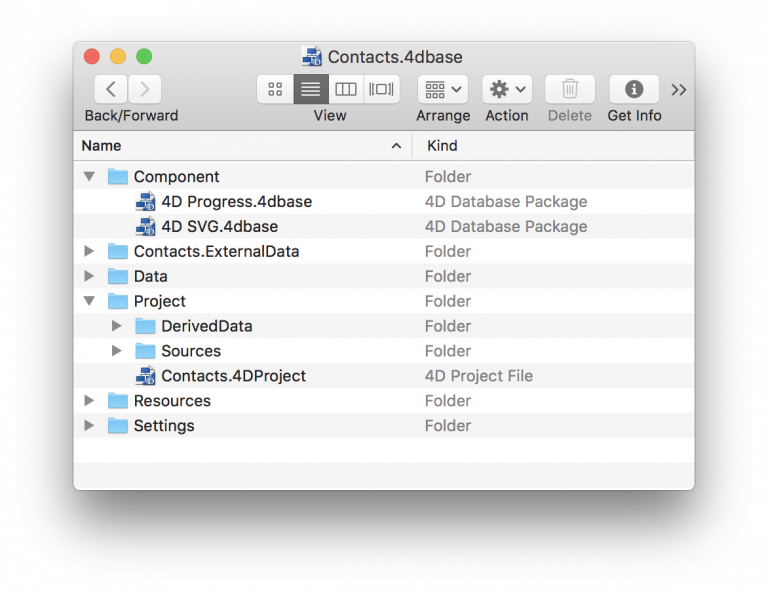 Contacts.4dbase
Back/Forward View Arrange Action Delete Get Info
Name Kind
Component Folder
4D Progress.4dbase 4D Database Package
4D SVG.4dbase 4D Database Package
Contacts.ExternalData Folder
Data Folder
Project Folder
DerivedData Folder
Sources Folder
Contacts.4DProject 4D Project File
Resources Folder
Settings Folder